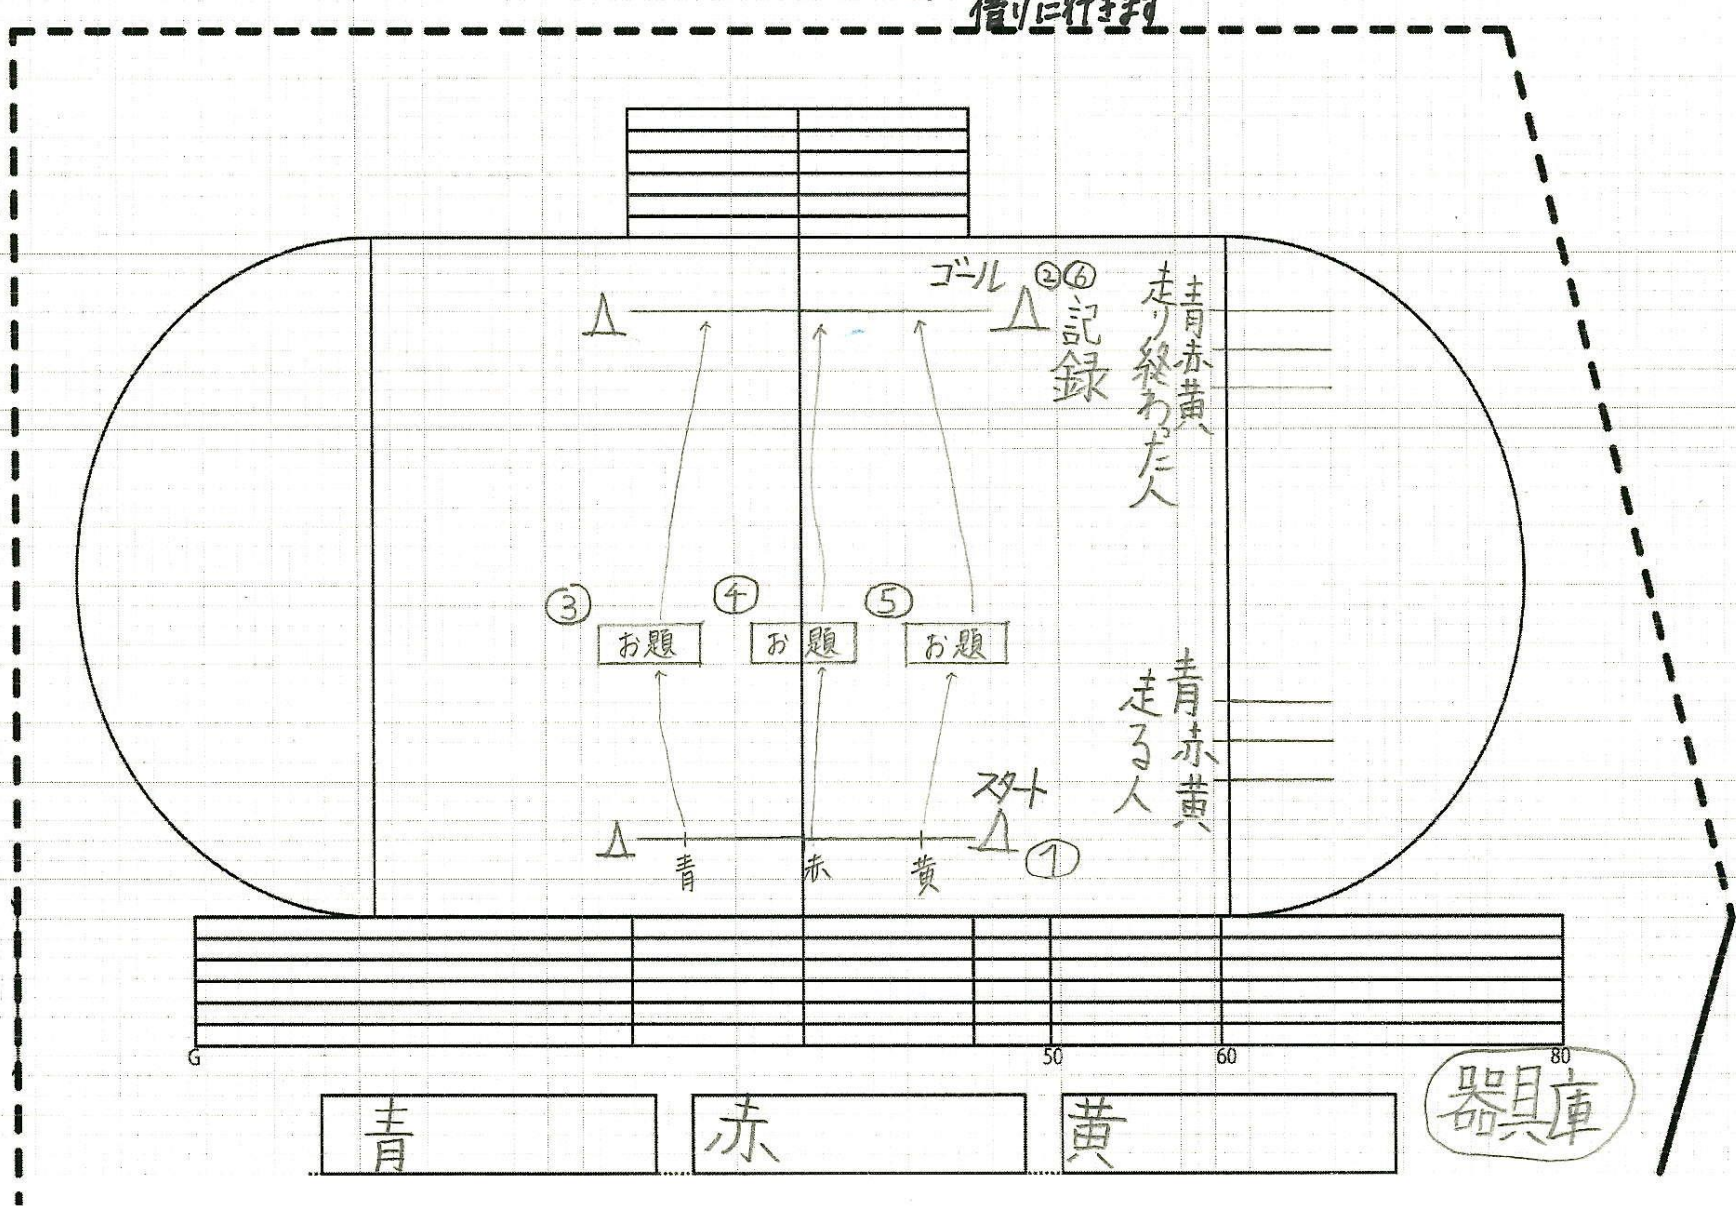 借りに行きます
ゴール ②⑥
記録
青赤黄
走り終わった人
③ ④ ⑤
お題 お題 お題
青赤黄
走る人
スタート
①
青 赤 黄
G 50 60 80
青 赤 黄
器具庫